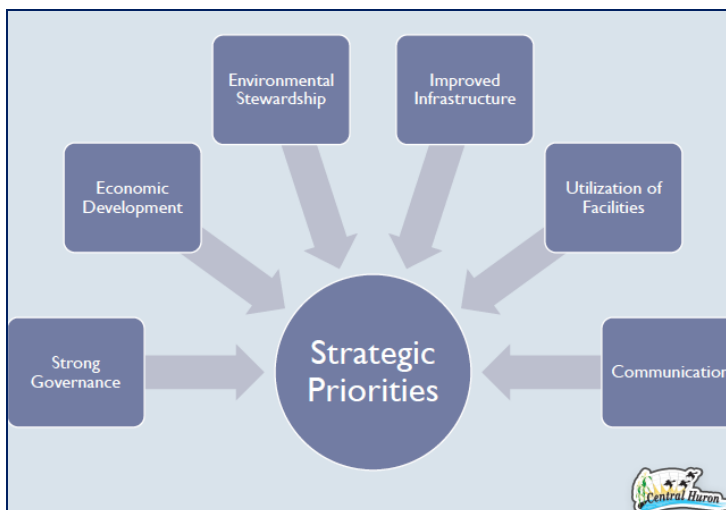 Environmental
Stewardship
Improved
Infrastructure
Economic
Development
Utilization of
Facilities
Strong
Governance
Strategic
Priorities
Communication
Central Huron